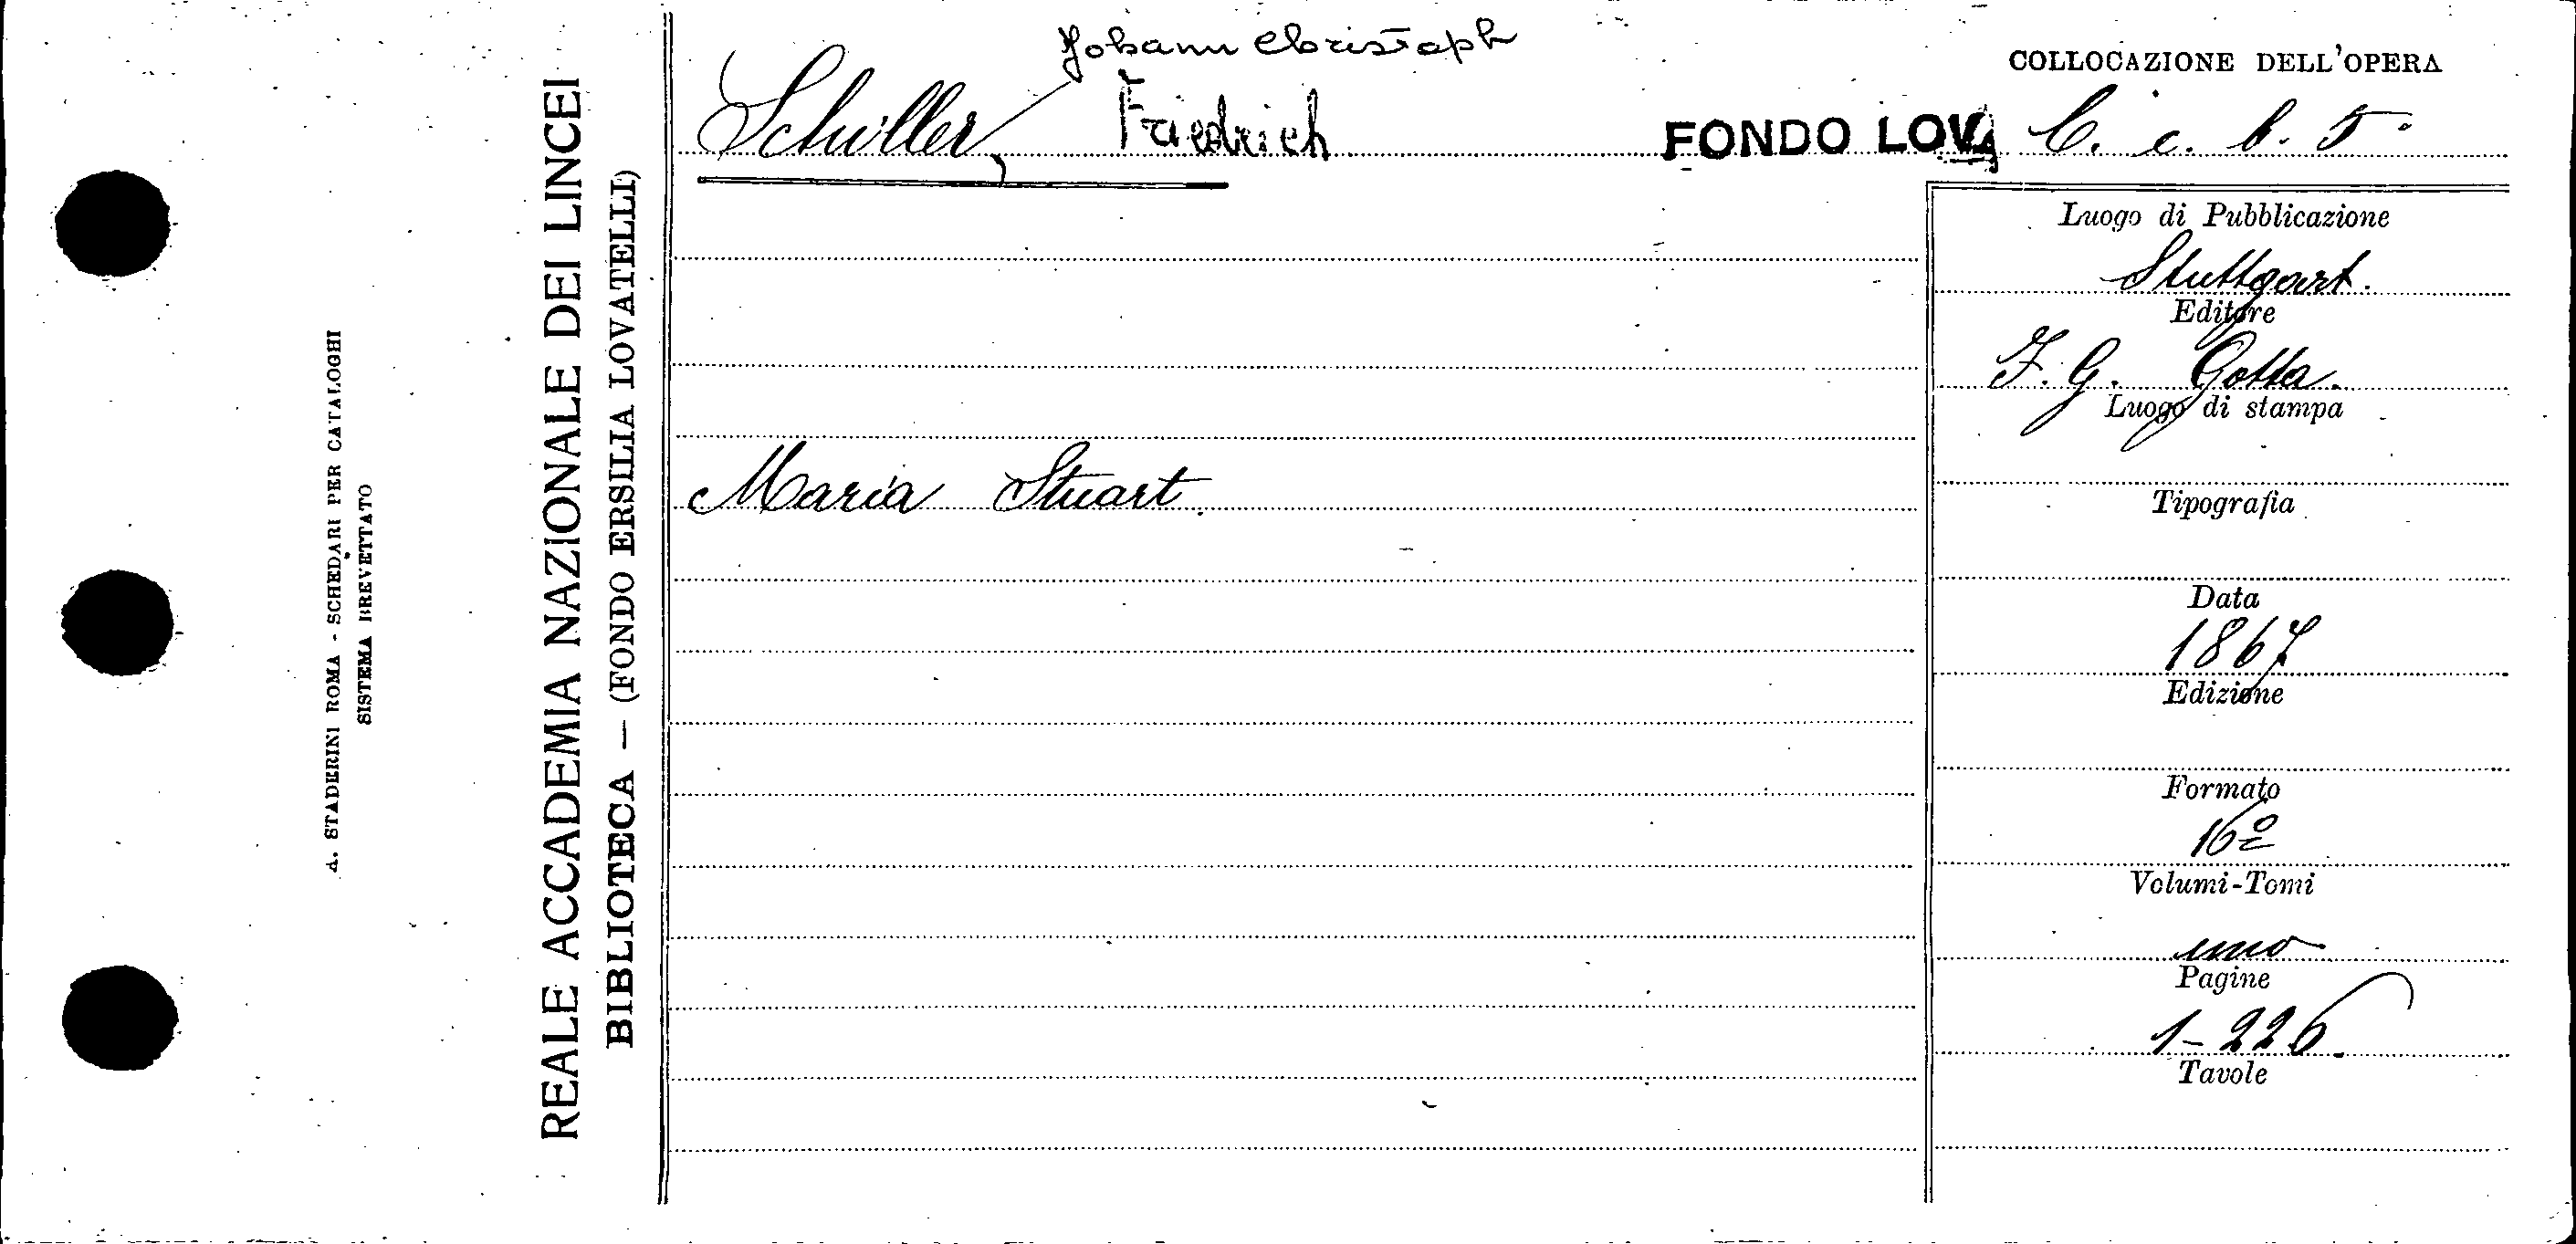 A. STADERINI ROMA - SCHEDARI PER CATALOGHI
SISTEMA BREVETTATO
REALE ACCADEMIA NAZIONALE DEI LINCEI
BIBLIOTECA — (FONDO ERSILIA LOVATELLI)
Johann Christoph
Schiller, Friedrich
Maria Stuart.
COLLOCAZIONE DELL'OPERA
FONDO LOVA C. c. b. 5.
Luogo di Pubblicazione
Stuttgart.
Editore
J. G. Cotta.
Luogo di stampa
Tipografia
Data
1867
Edizione
Formato
16º
Volumi-Tomi
uno
Pagine
1-226.
Tavole